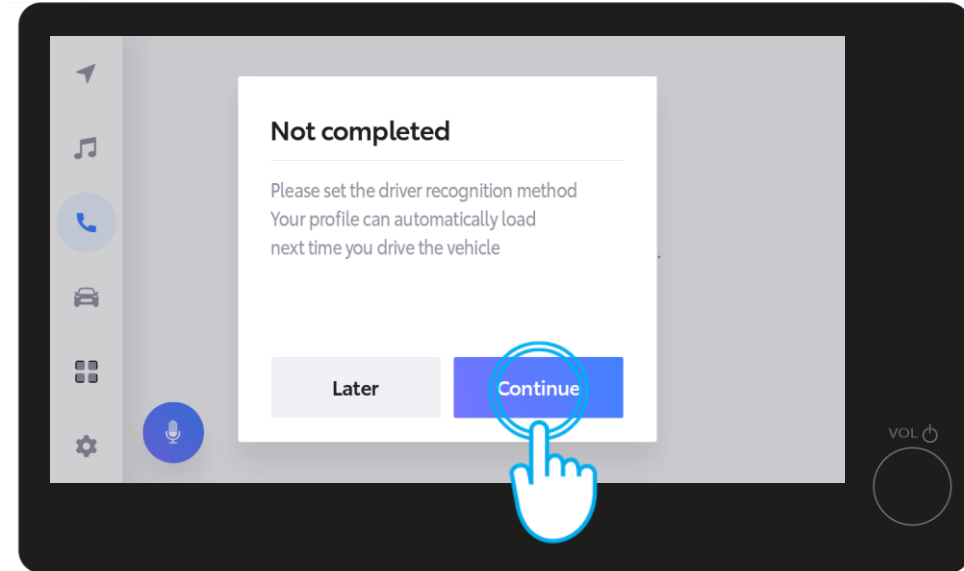 Not completed
Please set the driver recognition method
Your profile can automatically load
next time you drive the vehicle
Later
Continue
VOL